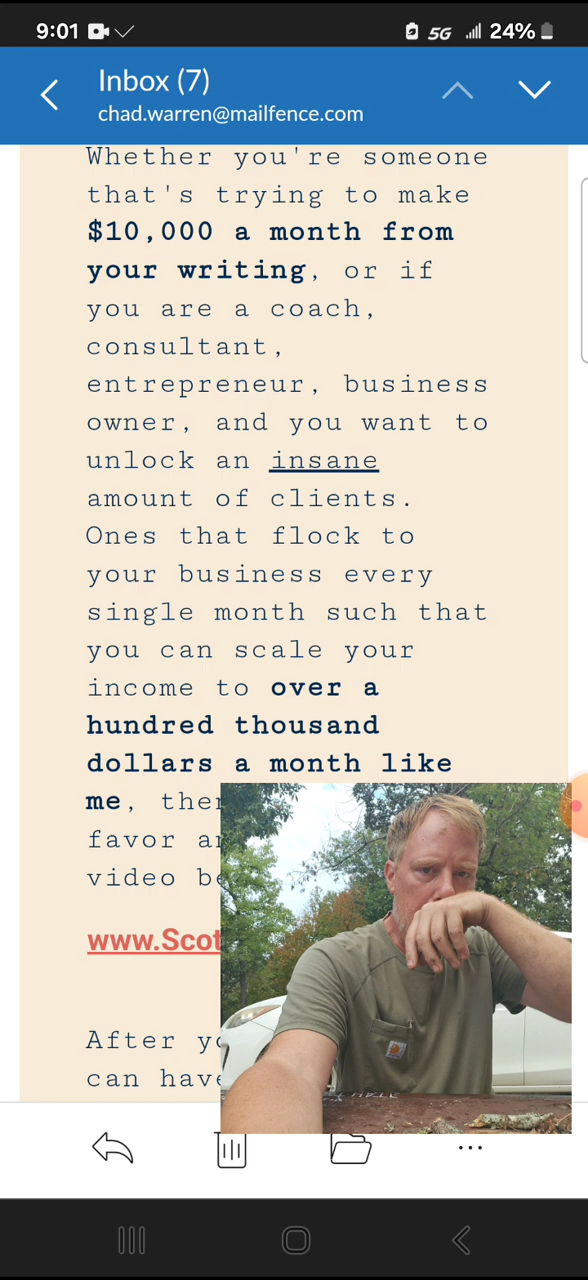 9:01 5G 24%
Inbox (7)
chad.warren@mailfence.com
Whether you're someone
that's trying to make
$10,000 a month from
your writing, or if
you are a coach,
consultant,
entrepreneur, business
owner, and you want to
unlock an insane
amount of clients.
Ones that flock to
your business every
single month such that
you can scale your
income to over a
hundred thousand
dollars a month like
me,
favor
video
www.Scot
After
can